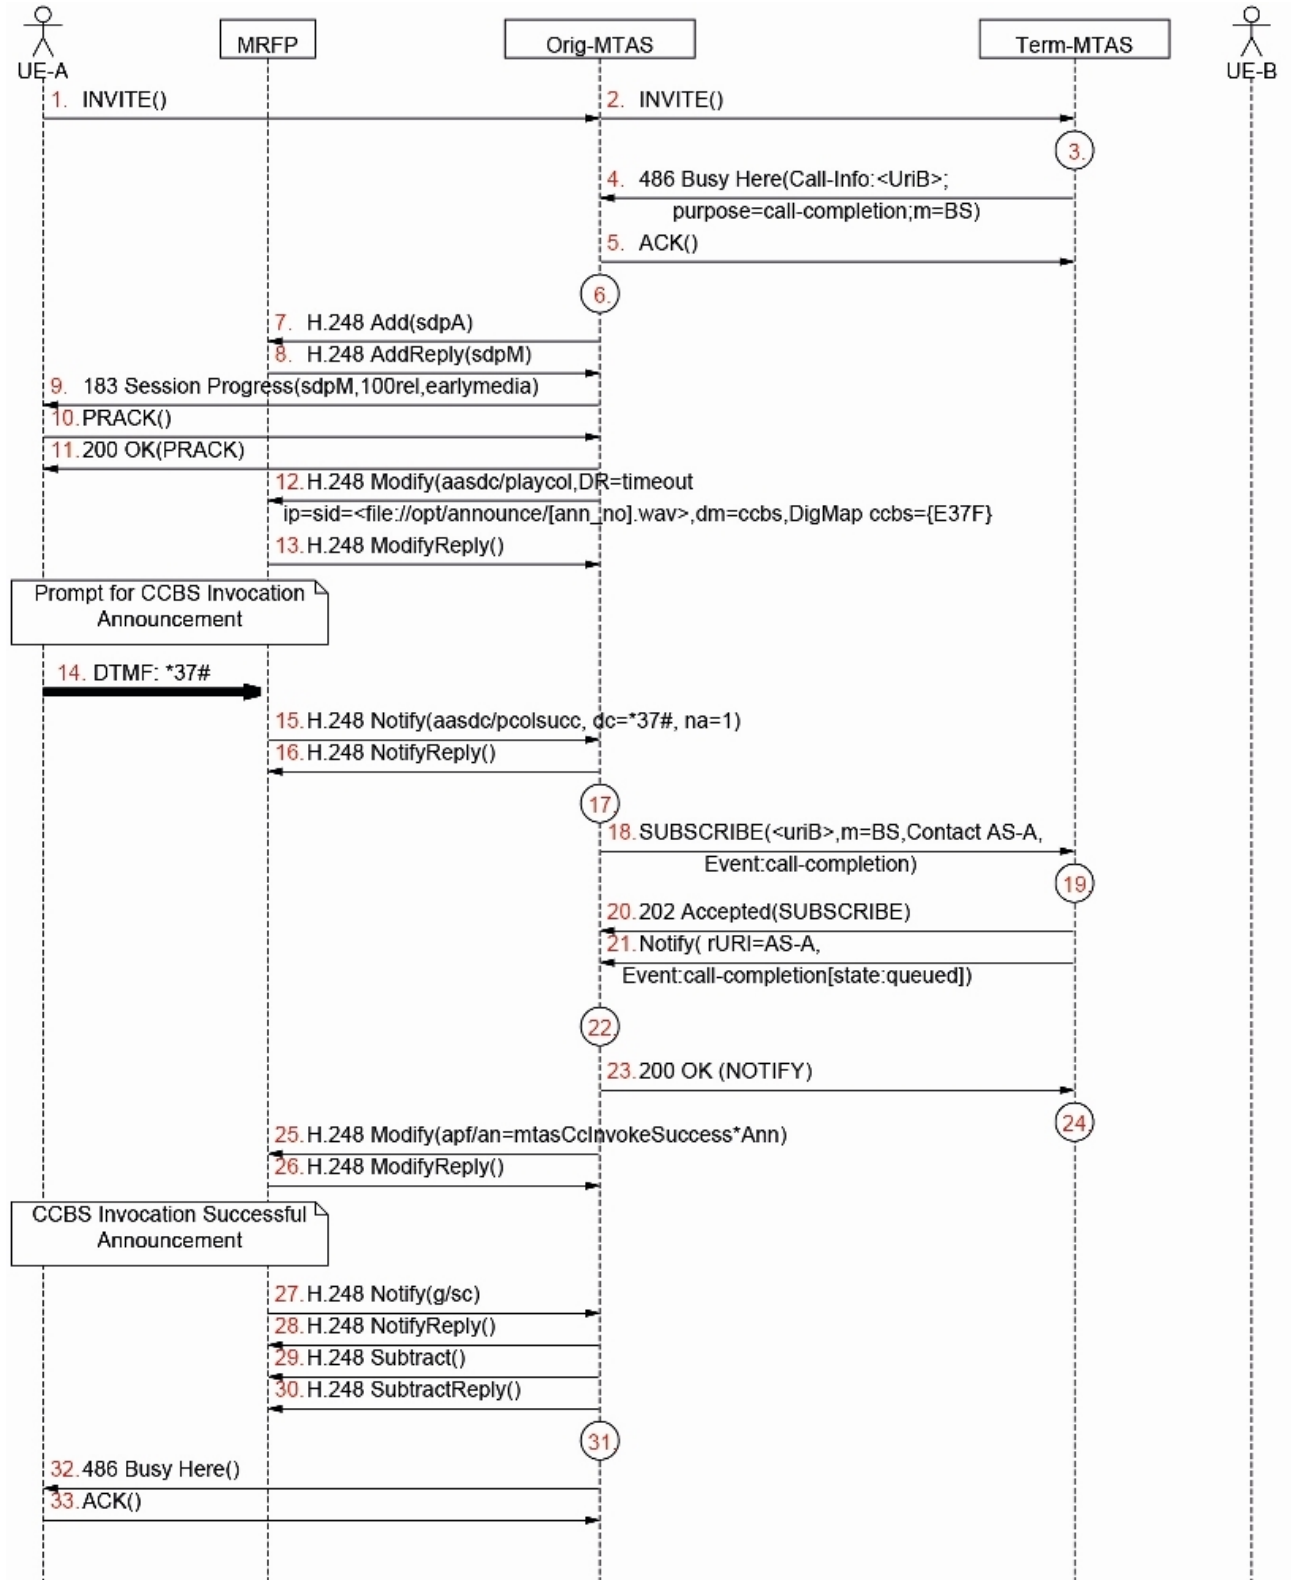 UE-A
MRFP
Orig-MTAS
Term-MTAS
UE-B
1. INVITE()
2. INVITE()
3.
4. 486 Busy Here(Call-Info:<UriB>;
purpose=call-completion;m=BS)
5. ACK()
6.
7. H.248 Add(sdpA)
8. H.248 AddReply(sdpM)
9. 183 Session Progress(sdpM,100rel,earlymedia)
10. PRACK()
11. 200 OK(PRACK)
12. H.248 Modify(aasdc/playcol,DR=timeout
ip=sid=<file://opt/announce/[ann_no].wav>,dm=ccbs,DigMap ccbs={E37F}
13. H.248 ModifyReply()
Prompt for CCBS Invocation
Announcement
14. DTMF: *37#
15. H.248 Notify(aasdc/pcolsucc, dc=*37#, na=1)
16. H.248 NotifyReply()
17.
18. SUBSCRIBE(<uriB>,m=BS,Contact AS-A,
Event:call-completion)
19.
20. 202 Accepted(SUBSCRIBE)
21. Notify( rURI=AS-A,
Event:call-completion[state:queued])
22.
23. 200 OK (NOTIFY)
24.
25. H.248 Modify(apf/an=mtasCcInvokeSuccess*Ann)
26. H.248 ModifyReply()
CCBS Invocation Successful
Announcement
27. H.248 Notify(g/sc)
28. H.248 NotifyReply()
29. H.248 Subtract()
30. H.248 SubtractReply()
31.
32. 486 Busy Here()
33. ACK()